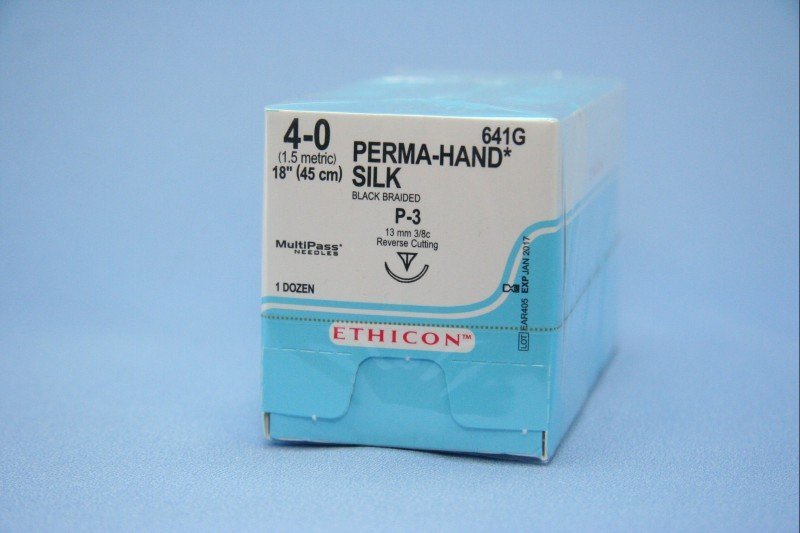 4-0
(1.5 metric)
18" (45 cm)
641G
PERMA-HAND*
SILK
BLACK BRAIDED
P-3
13 mm 3/8c
Reverse Cutting
MultiPass*
NEEDLES
1 DOZEN
LOT EAR405 EXP JAN 2017
ETHICON™